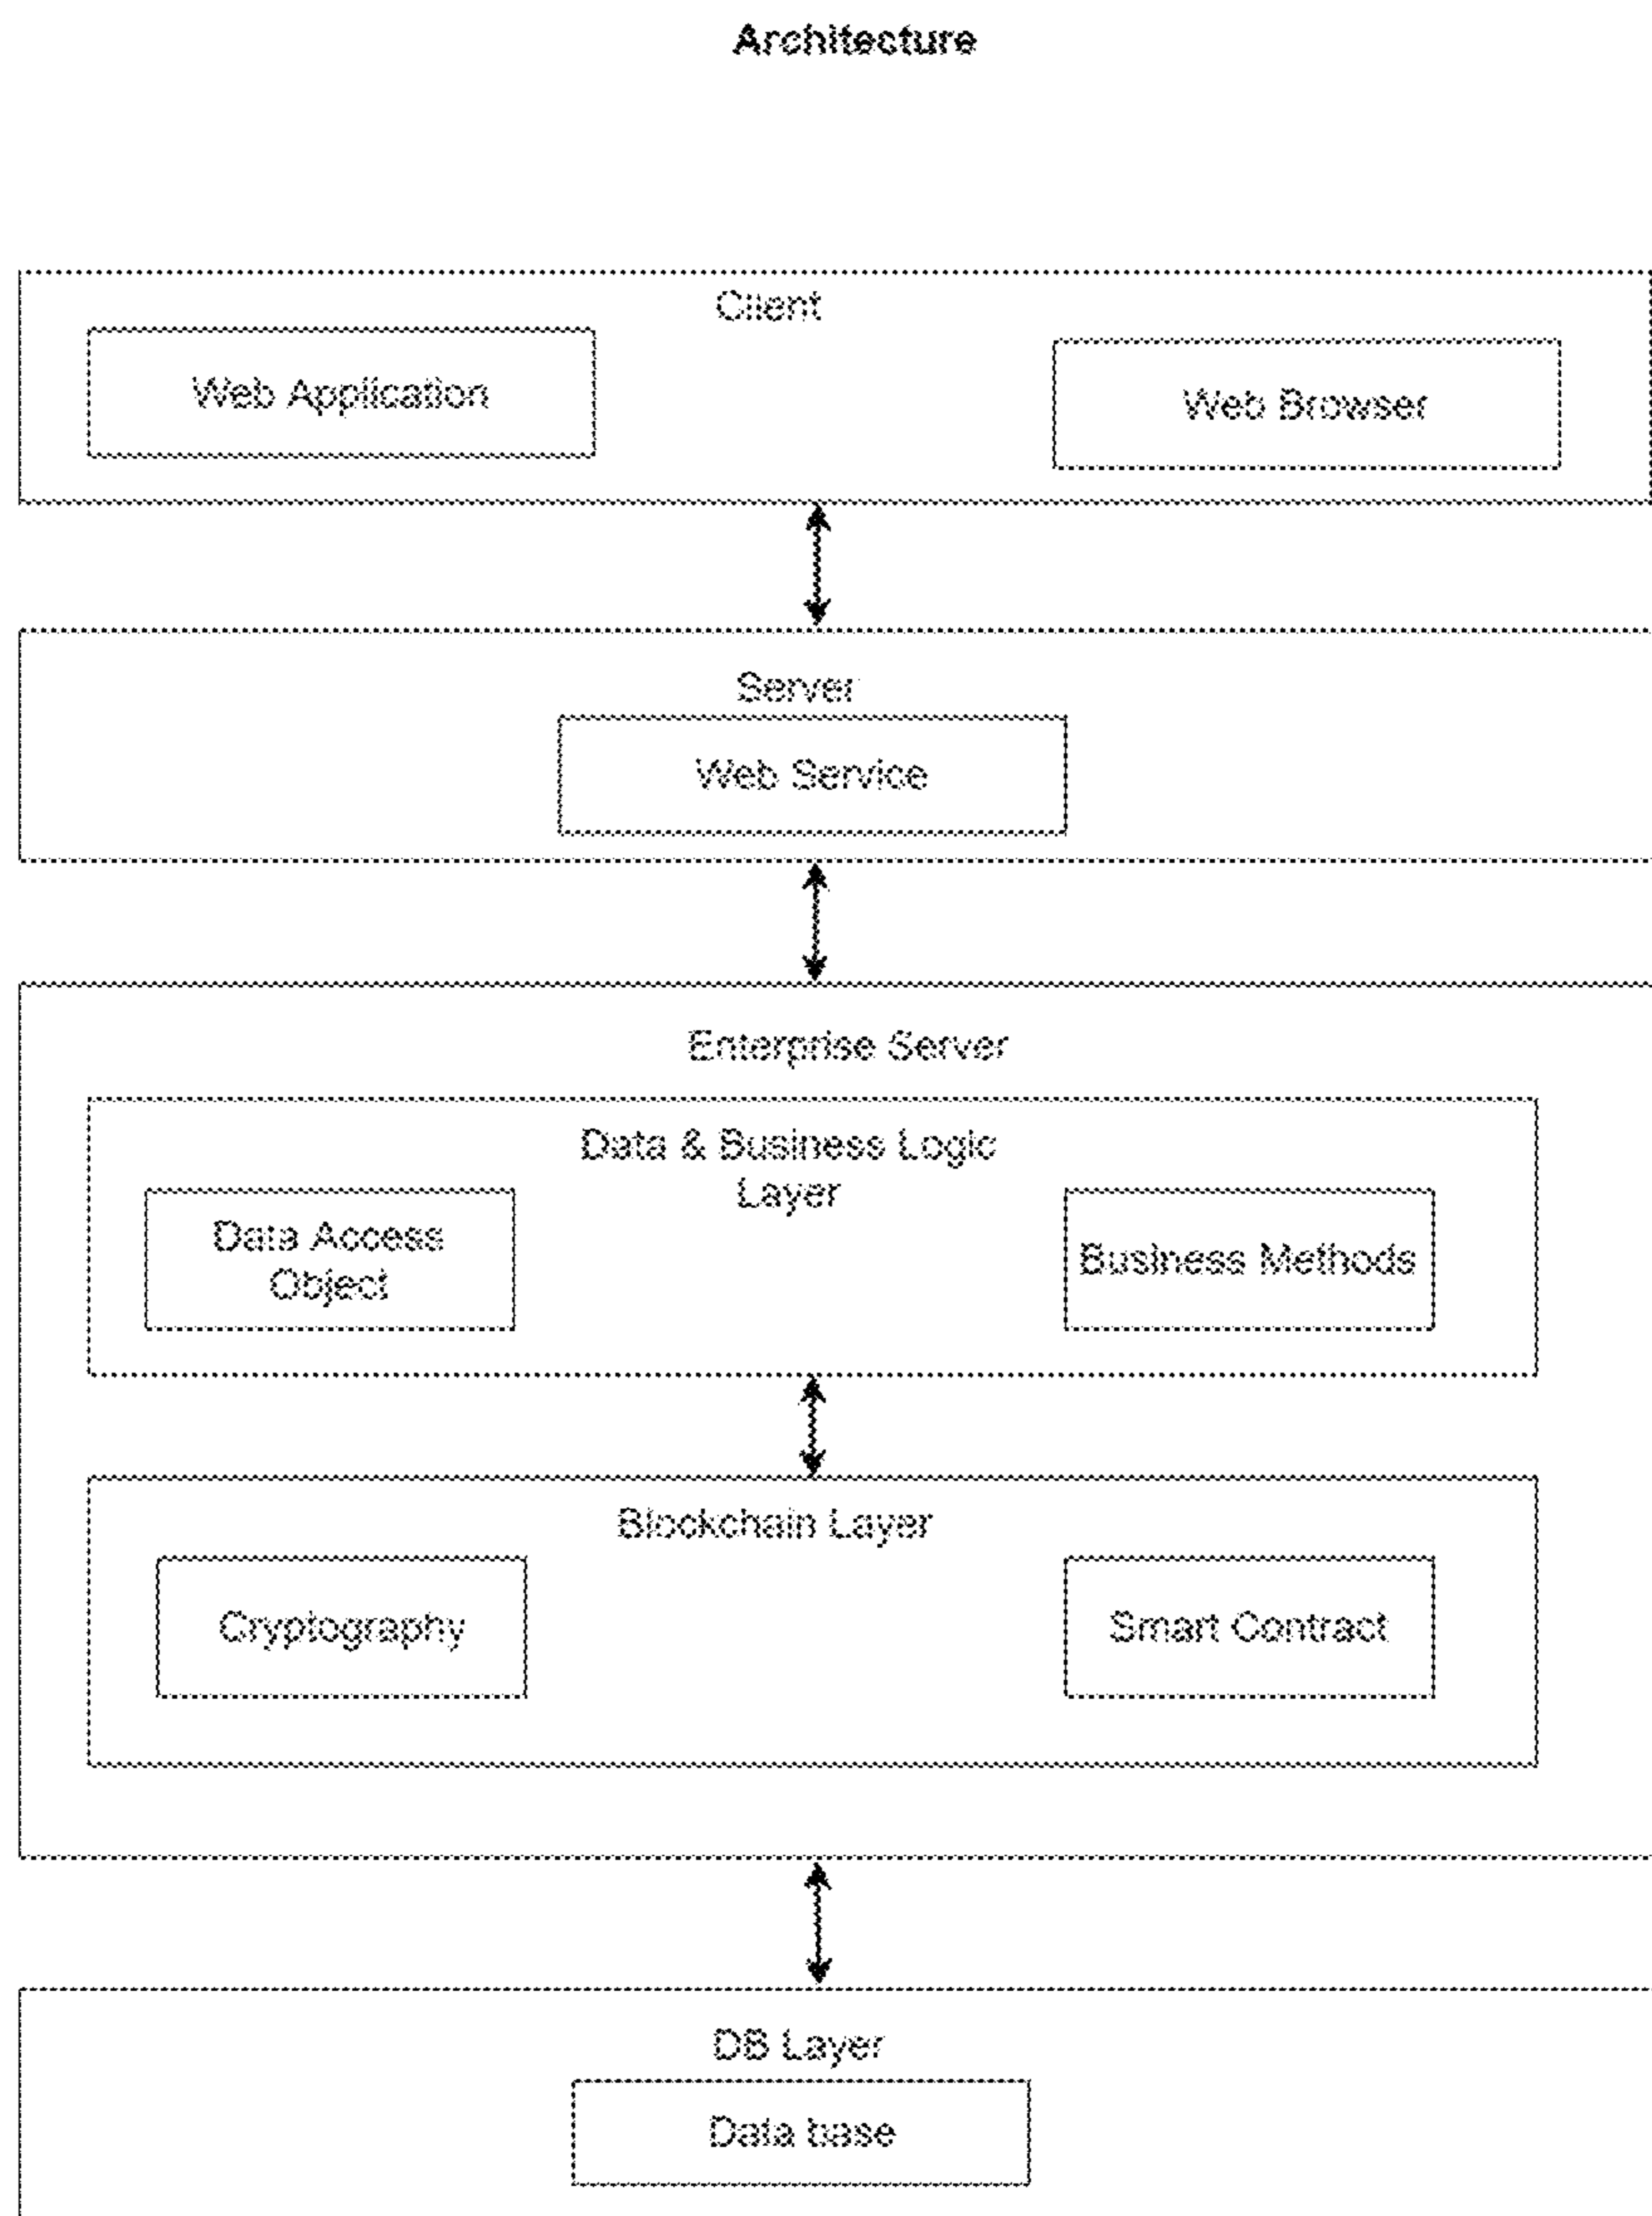 Architecture
Client
Web Application
Web Browser
Server
Web Service
Enterprise Server
Data & Business Logic
Layer
Data Access
Object
Business Methods
Blockchain Layer
Cryptography
Smart Contract
DB Layer
Data base